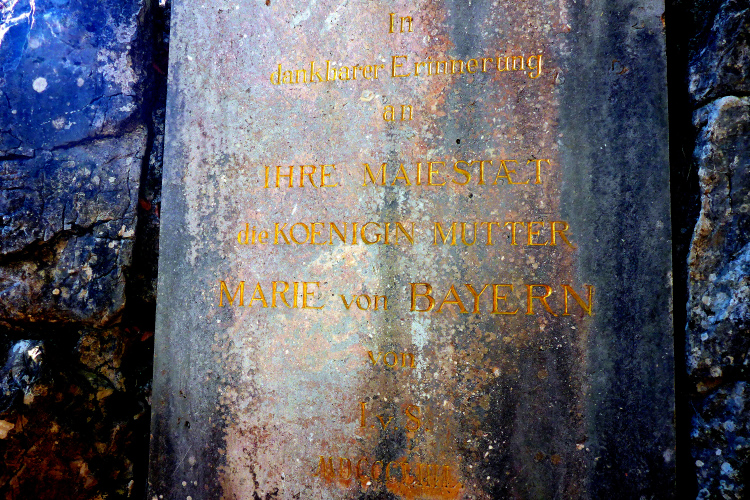 In
dankbarer Erinnerung
an
IHRE MAIESTÆT
die KOENIGIN MUTTER
MARIE von BAYERN
von
I. v. S.